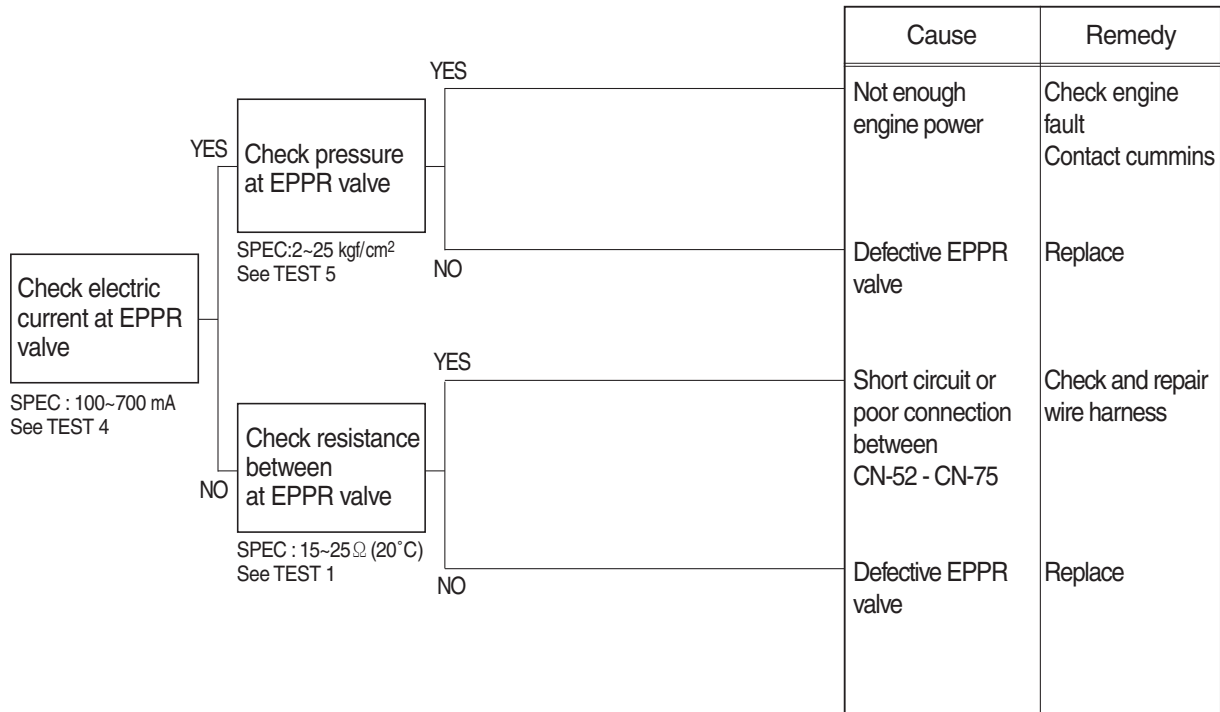 Cause
Remedy
YES
Not enough
engine power
Check engine
fault
Contact cummins
YES
Check pressure
at EPPR valve
SPEC:2~25 kgf/cm²
See TEST 5
NO
Defective EPPR
valve
Replace
Check electric
current at EPPR
valve
SPEC : 100~700 mA
See TEST 4
YES
Short circuit or
poor connection
between
CN-52 - CN-75
Check and repair
wire harness
NO
Check resistance
between
at EPPR valve
SPEC : 15~25Ω (20˚C)
See TEST 1
NO
Defective EPPR
valve
Replace